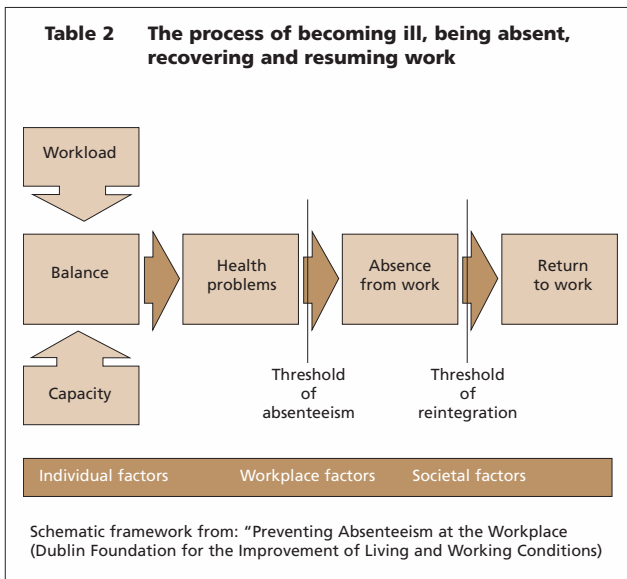 Table 2 The process of becoming ill, being absent,
recovering and resuming work
Workload
Balance
Health
problems
Absence
from work
Return
to work
Capacity
Threshold
of
absenteeism
Threshold
of
reintegration
Individual factors Workplace factors Societal factors
Schematic framework from: “Preventing Absenteeism at the Workplace
(Dublin Foundation for the Improvement of Living and Working Conditions)